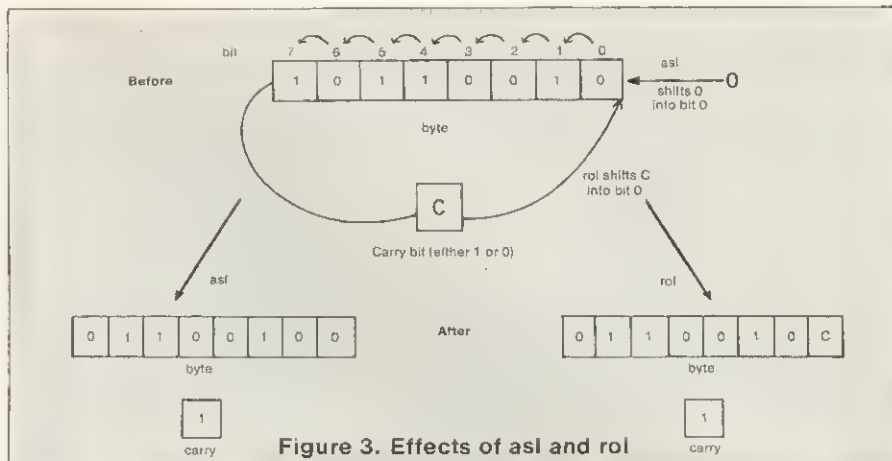 bit 7 6 5 4 3 2 1 0
Before 1 0 1 1 0 0 1 0 asl 0
shifts 0
into bit 0
byte
rol shifts C
into bit 0
C
Carry bit (either 1 or 0)
asl
rol
0 1 1 0 0 1 0 0 After 0 1 1 0 0 1 0 C
byte byte
1 1
carry carry
Figure 3. Effects of asl and rol